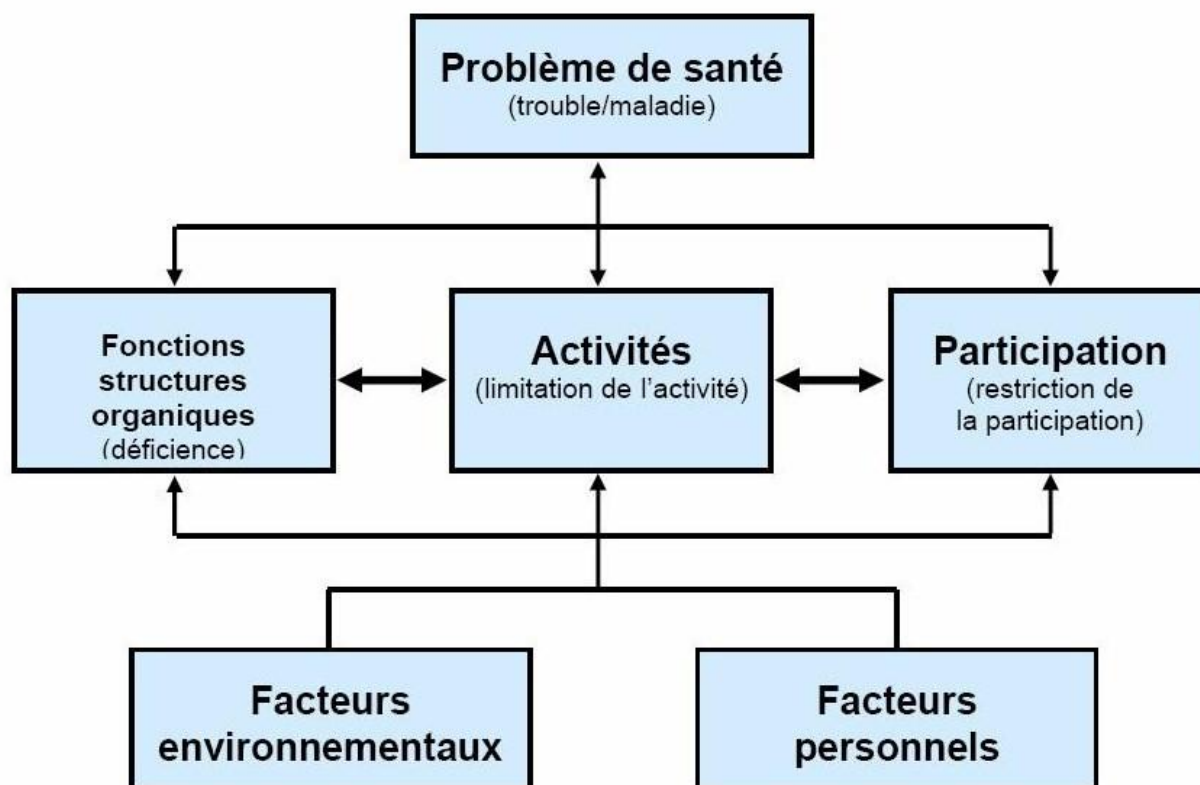 Problème de santé
(trouble/maladie)
Fonctions
structures
organiques
(déficience)
Activités
(limitation de l'activité)
Participation
(restriction de
la participation)
Facteurs
environnementaux
Facteurs
personnels